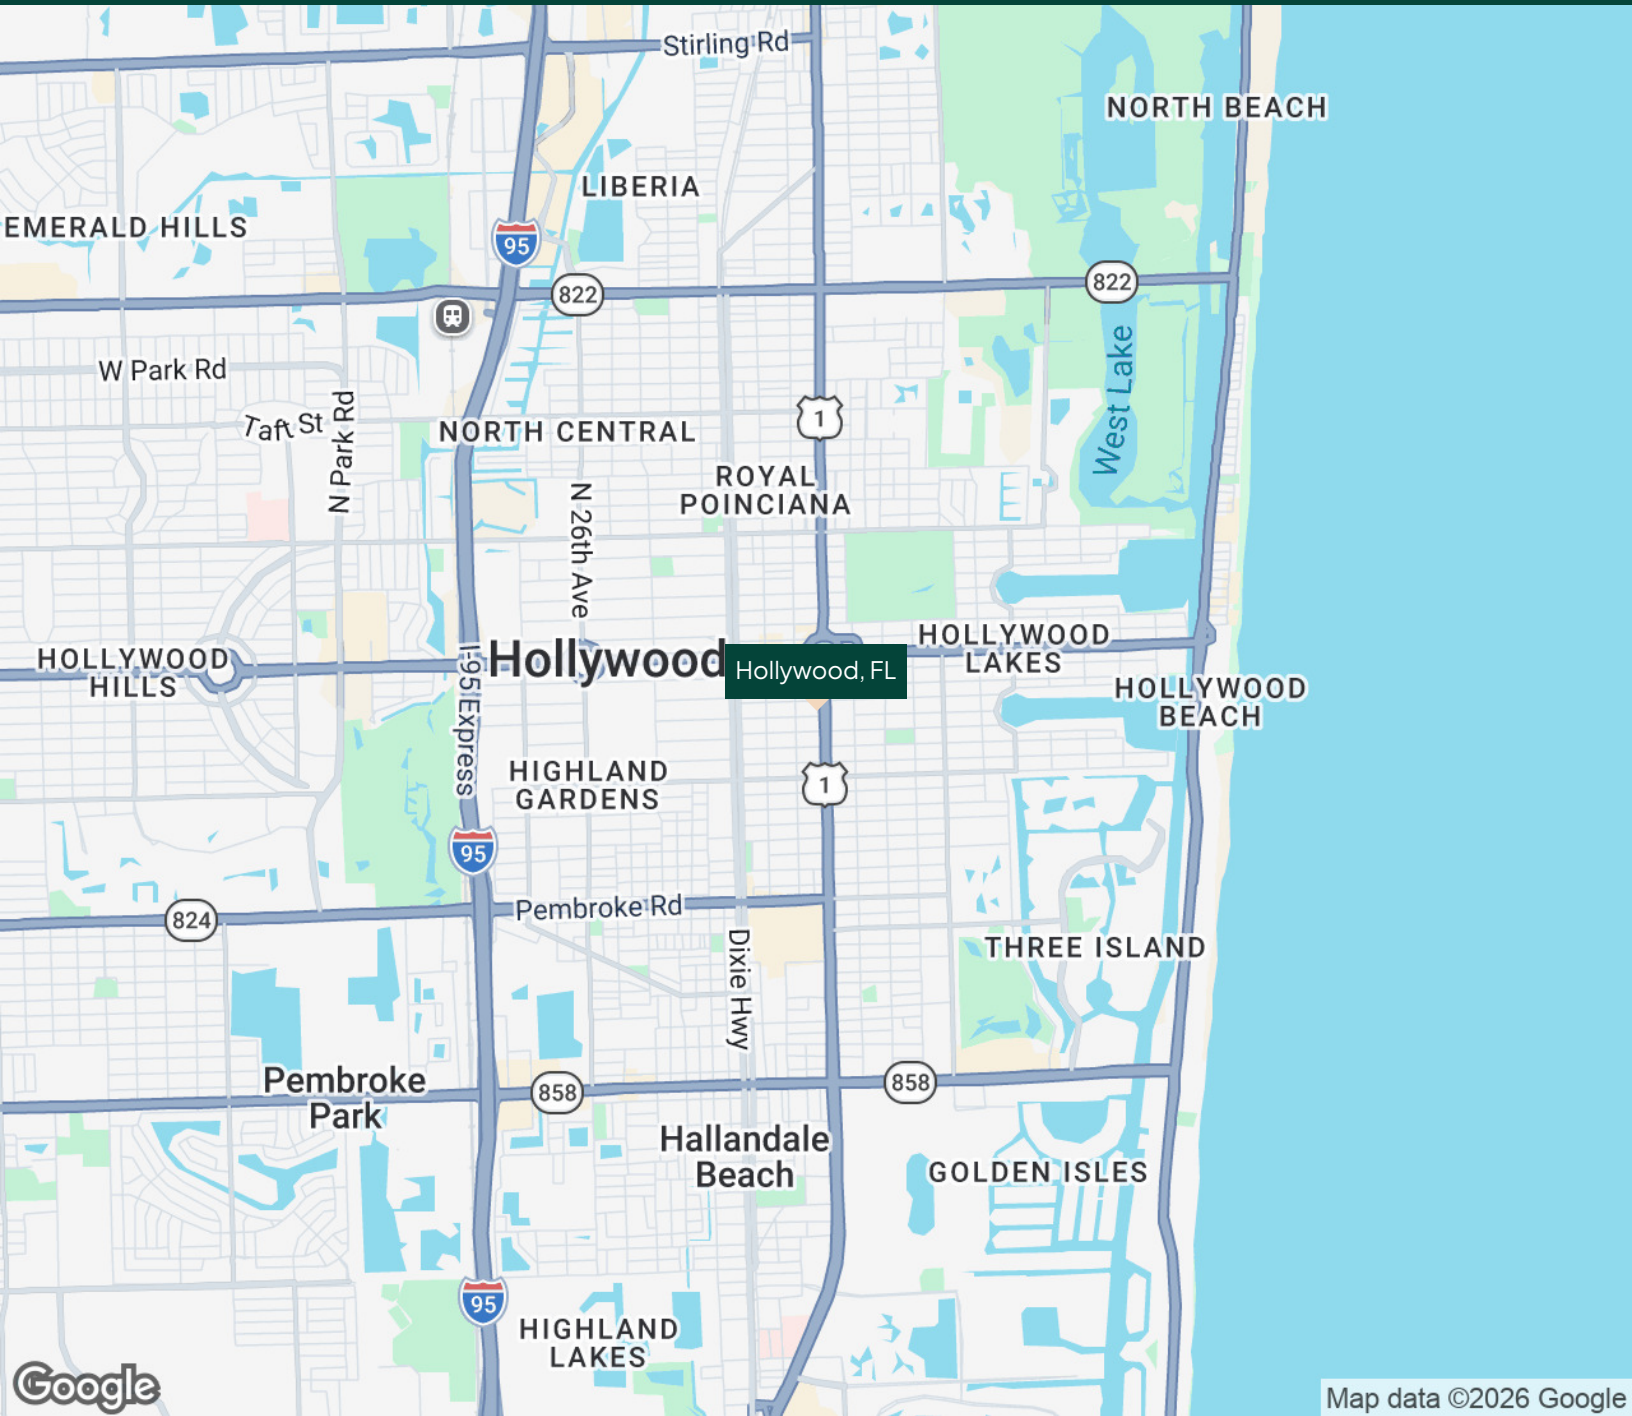 Stirling Rd
NORTH BEACH
LIBERIA
EMERALD HILLS
95
822
822
W Park Rd
West Lake
N Park Rd
Taft St
1
NORTH CENTRAL
ROYAL
POINCIANA
N 26th Ave
HOLLYWOOD
LAKES
Hollywood
Hollywood, FL
HOLLYWOOD
HILLS
I-95 Express
HOLLYWOOD
BEACH
HIGHLAND
GARDENS
1
95
Pembroke Rd
824
THREE ISLAND
Dixie Hwy
Pembroke
Park
858
858
Hallandale
Beach
GOLDEN ISLES
95
HIGHLAND
LAKES
Google
Map data ©2026 Google